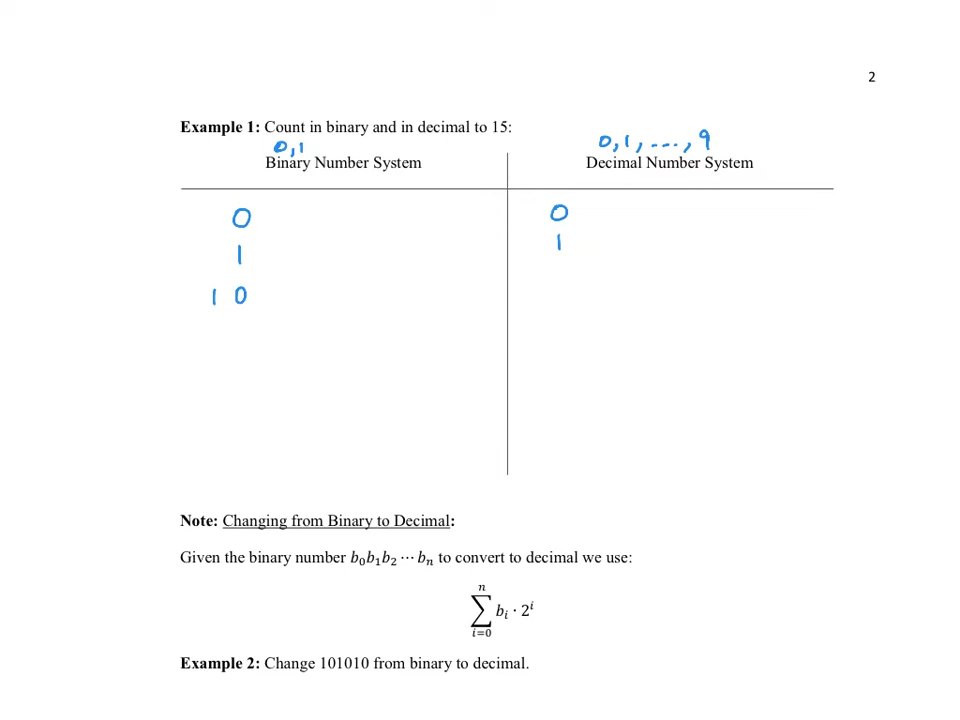 2
Example 1: Count in binary and in decimal to 15:
0,1
0,1,...,9
Binary Number System
Decimal Number System
0
0
1
1
1 0
Note: Changing from Binary to Decimal:
Given the binary number b₀b₁b₂ ⋯ bₙ to convert to decimal we use:
n
∑ bᵢ · 2ⁱ
i=0
Example 2: Change 101010 from binary to decimal.